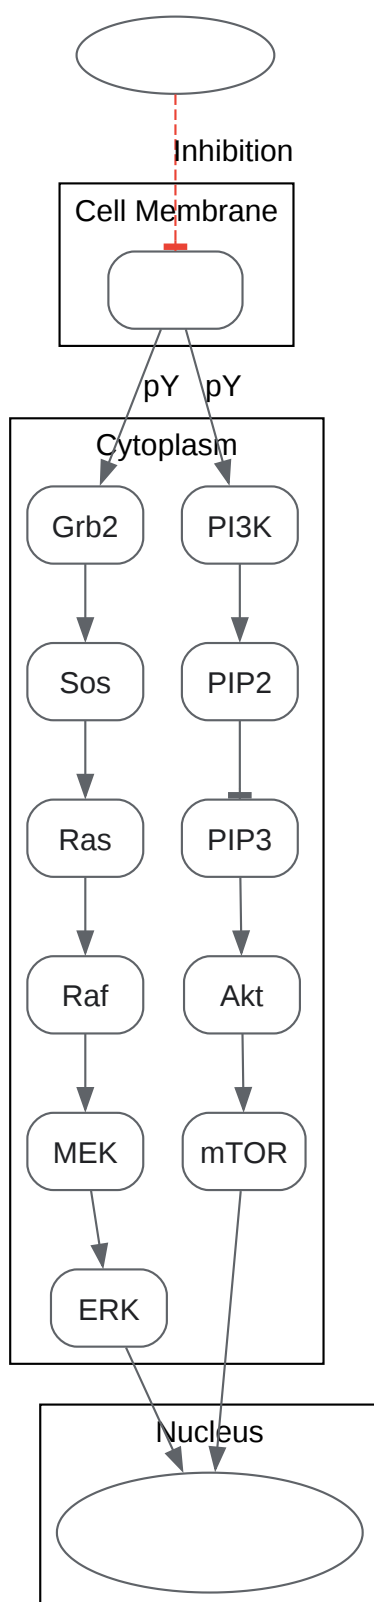 Inhibition
Cell Membrane
pY pY
Cytoplasm
Grb2 PI3K
Sos PIP2
Ras PIP3
Raf Akt
MEK mTOR
ERK
Nucleus